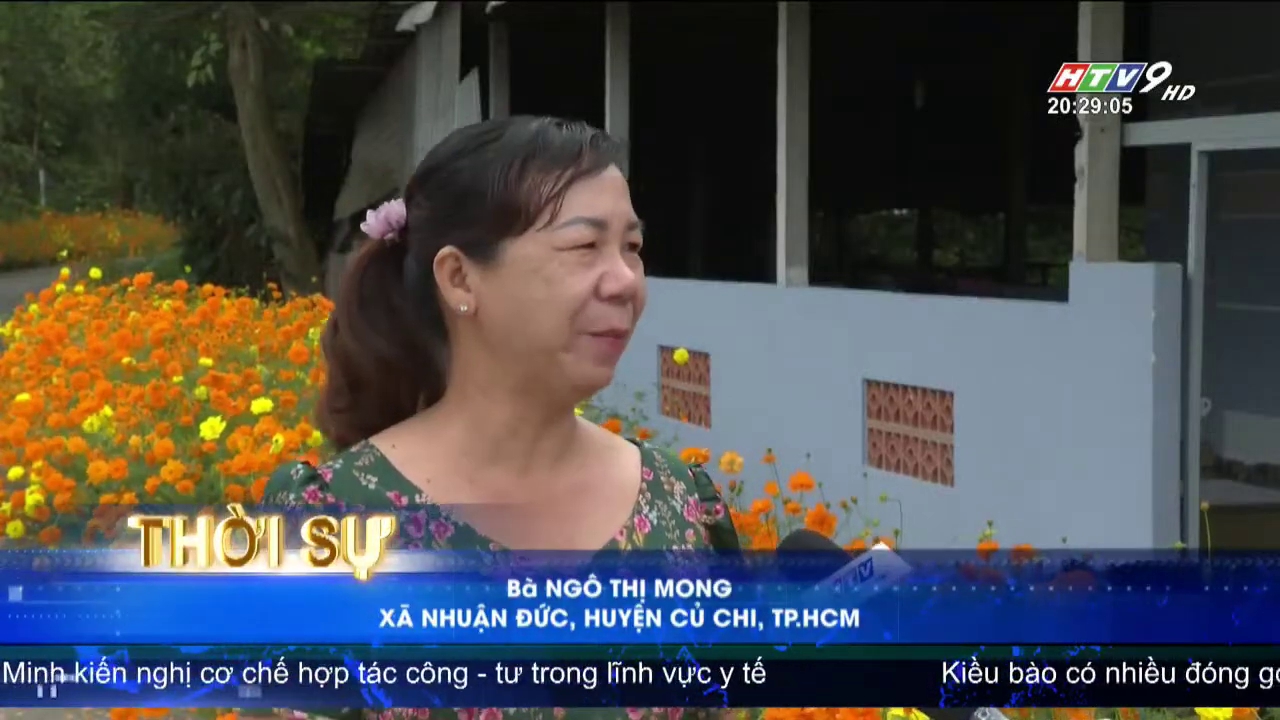 HTV9 HD
20:29:05
THỜI SỰ
HTV
Bà NGÔ THỊ MONG
XÃ NHUẬN ĐỨC, HUYỆN CỦ CHI, TP.HCM
Minh kiến nghị cơ chế hợp tác công - tư trong lĩnh vực y tế
Kiều bào có nhiều đóng